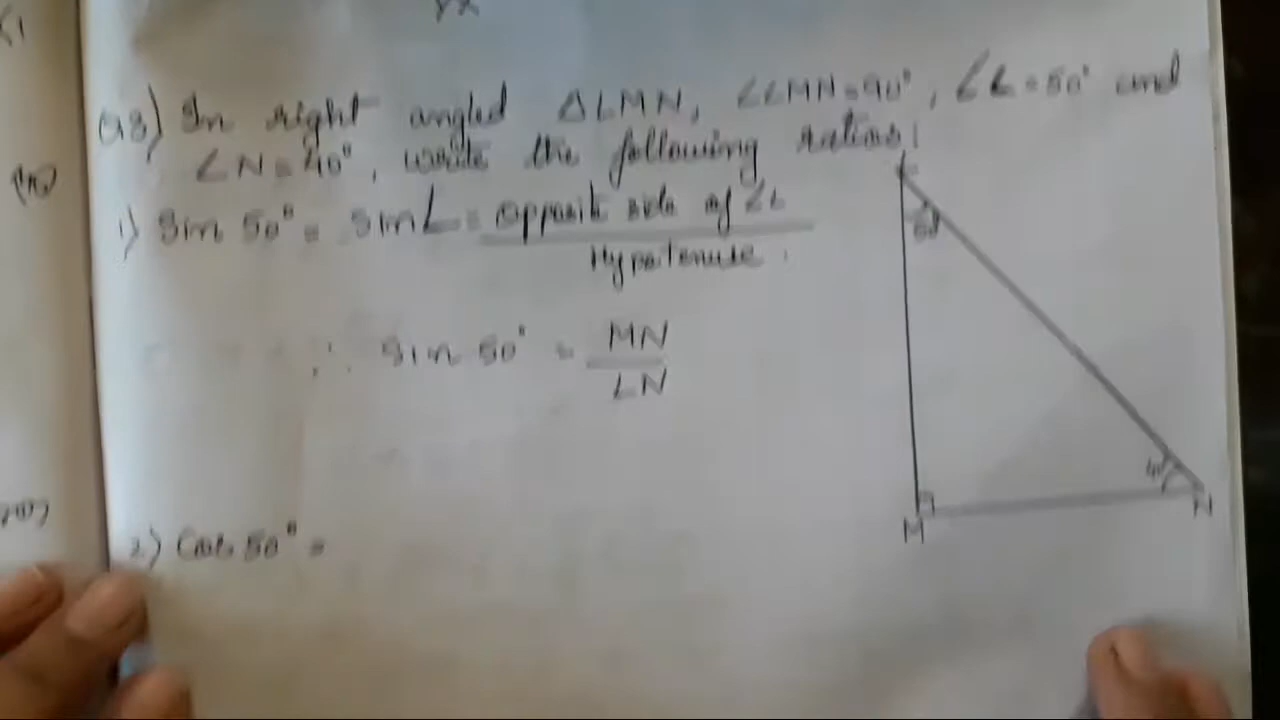 Q3) In right angled △LMN, ∠LMN=90°, ∠L=50° and
∠N=40°, write the following ratios:
1) Sin 50° = Sin L = opposite side of ∠L
Hypotenuse.
∴ Sin 50° = MN
LN
2) Cos 50° =
L
50
40
M
N